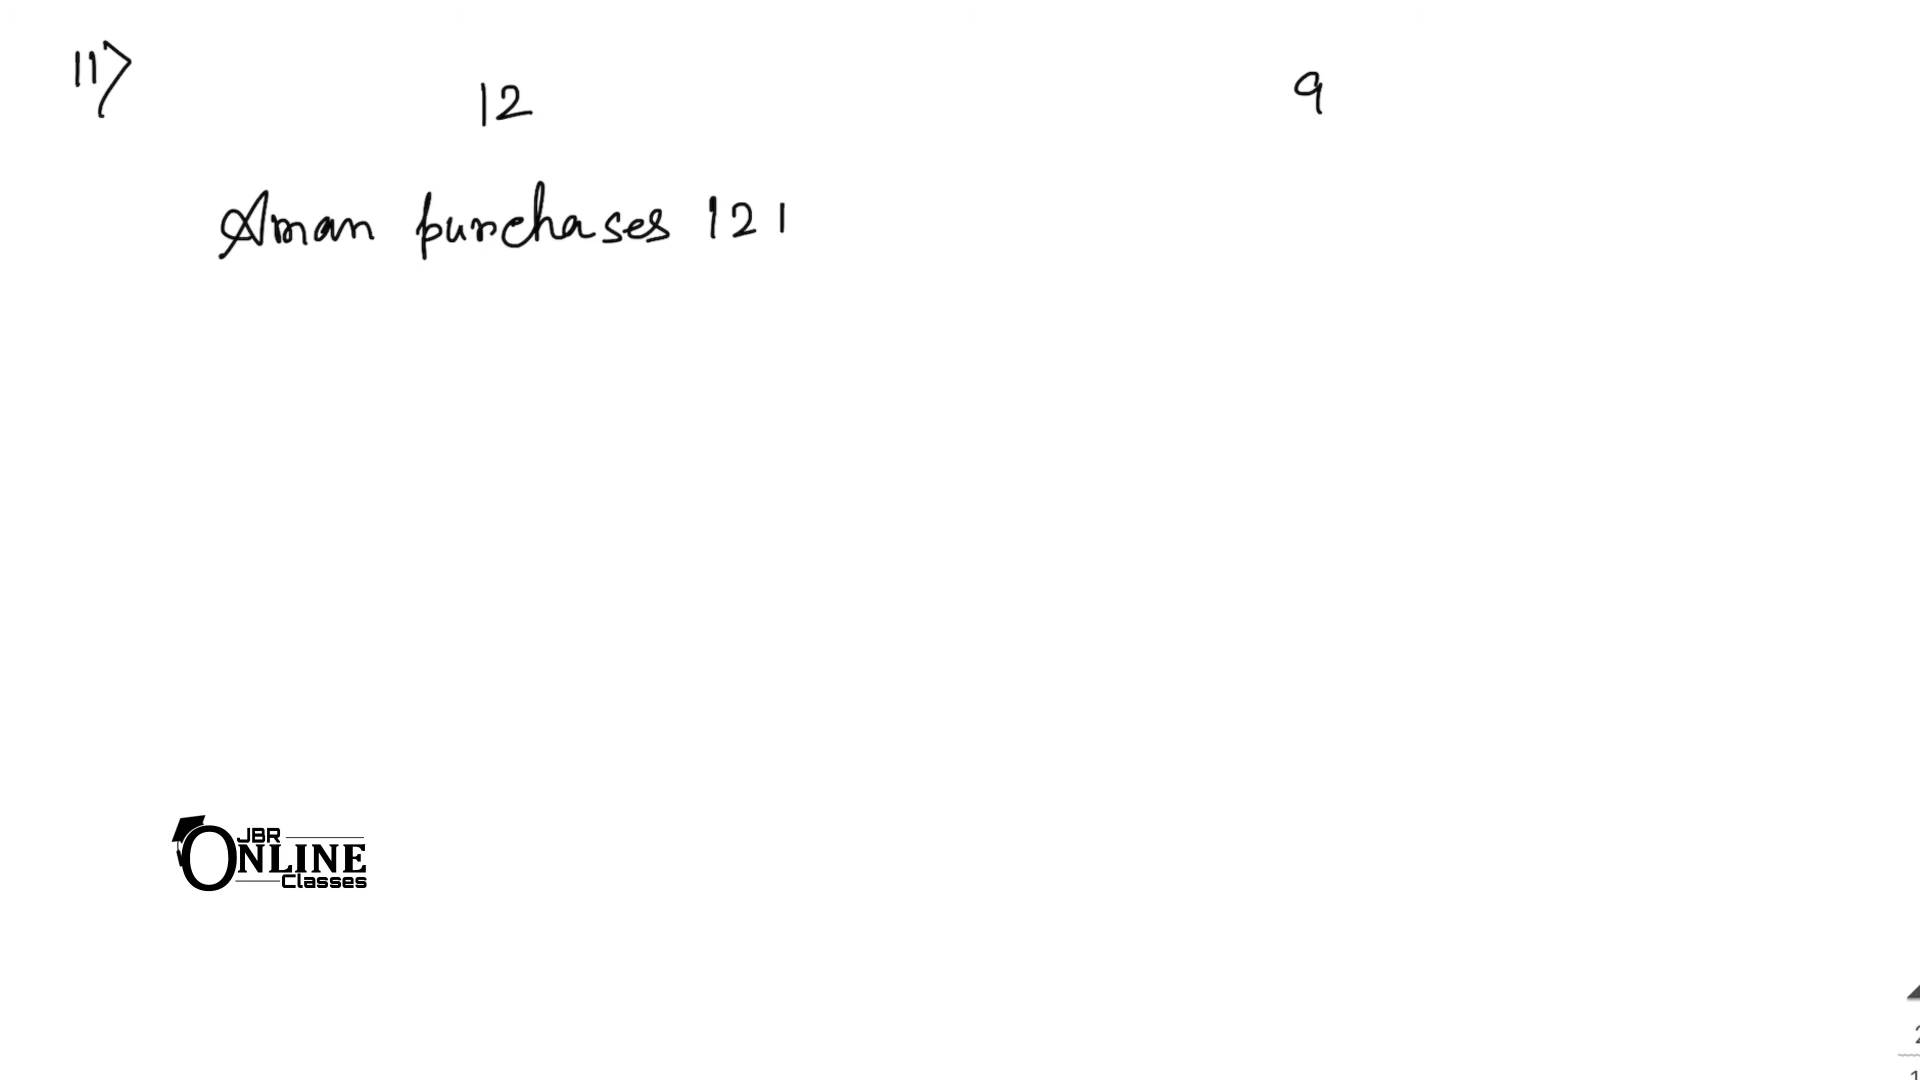 11>
12 9
Aman purchases 121
JBR
ONLINE
Classes